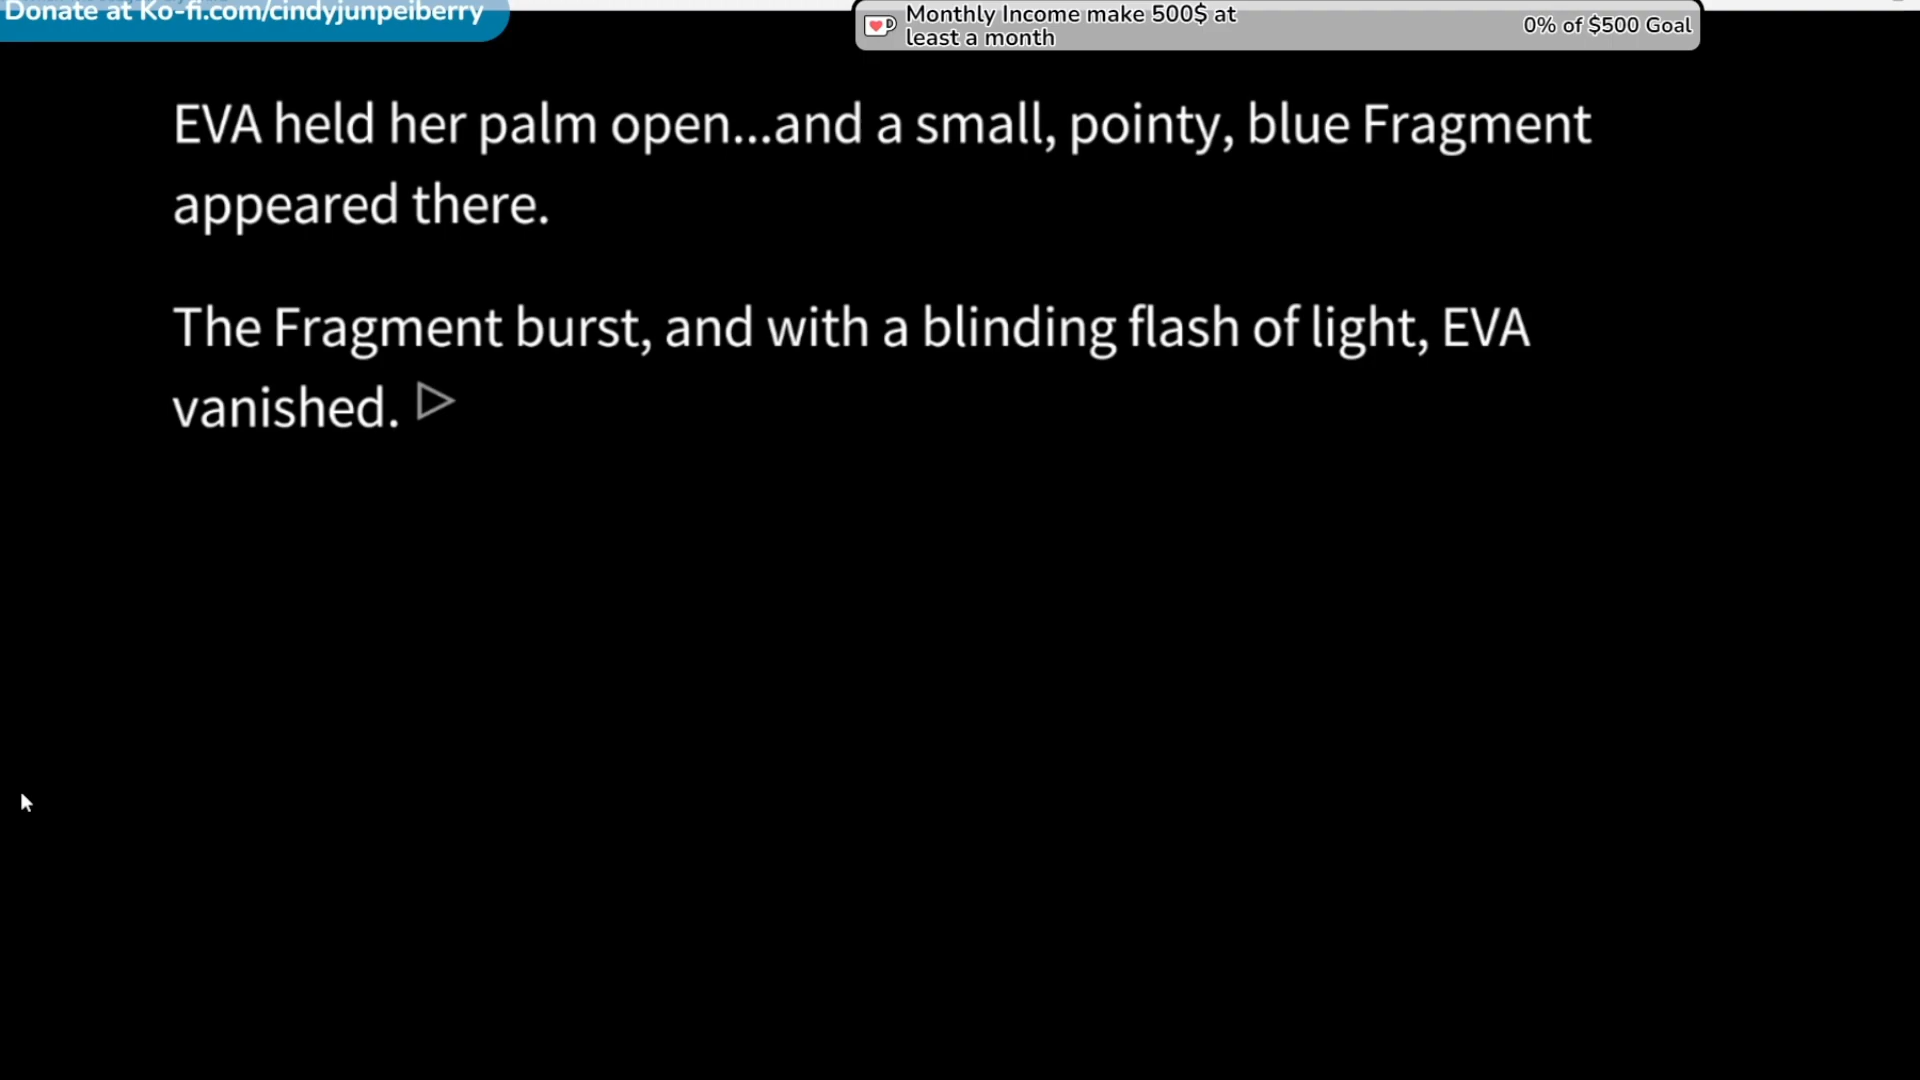 Donate at Ko-fi.com/cindyjunpeiberry
Monthly Income make 500$ at
least a month
0% of $500 Goal
EVA held her palm open...and a small, pointy, blue Fragment
appeared there.
The Fragment burst, and with a blinding flash of light, EVA
vanished.